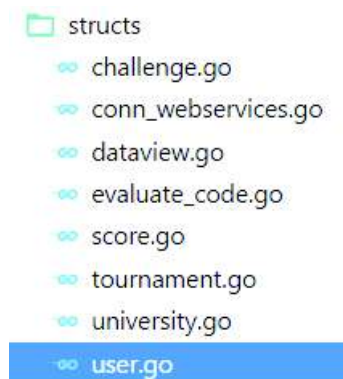 structs
challenge.go
conn_webservices.go
dataview.go
evaluate_code.go
score.go
tournament.go
university.go
user.go